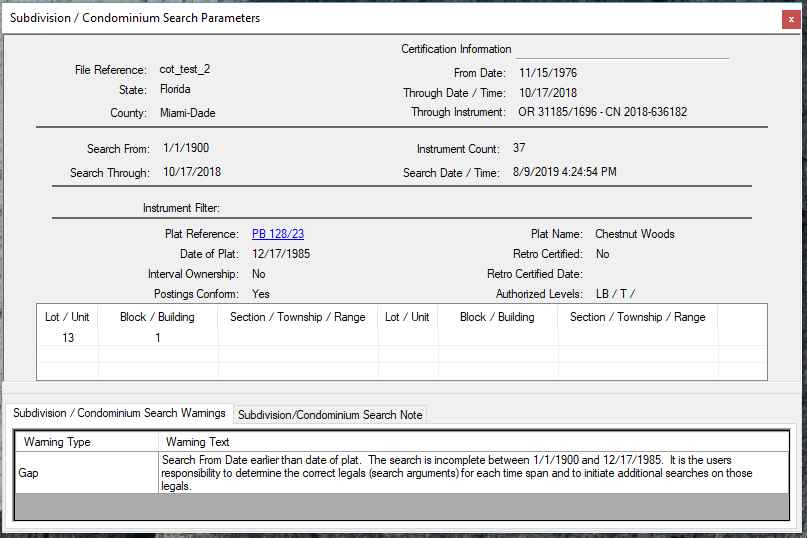 Subdivision / Condominium Search Parameters
x
Certification Information
File Reference: cot_test_2
From Date: 11/15/1976
State: Florida
Through Date / Time: 10/17/2018
County: Miami-Dade
Through Instrument: OR 31185/1696 - CN 2018-636182
Search From: 1/1/1900
Instrument Count: 37
Search Through: 10/17/2018
Search Date / Time: 8/9/2019 4:24:54 PM
Instrument Filter:
Plat Reference: PB 128/23
Plat Name: Chestnut Woods
Date of Plat: 12/17/1985
Retro Certified: No
Interval Ownership: No
Retro Certified Date:
Postings Conform: Yes
Authorized Levels: LB / T /
Lot / Unit Block / Building Section / Township / Range Lot / Unit Block / Building Section / Township / Range
13 1
Subdivision / Condominium Search Warnings Subdivision/Condominium Search Note
Warning Type Warning Text
Gap
Search From Date earlier than date of plat. The search is incomplete between 1/1/1900 and 12/17/1985. It is the users
responsibility to determine the correct legals (search arguments) for each time span and to initiate additional searches on those
legals.